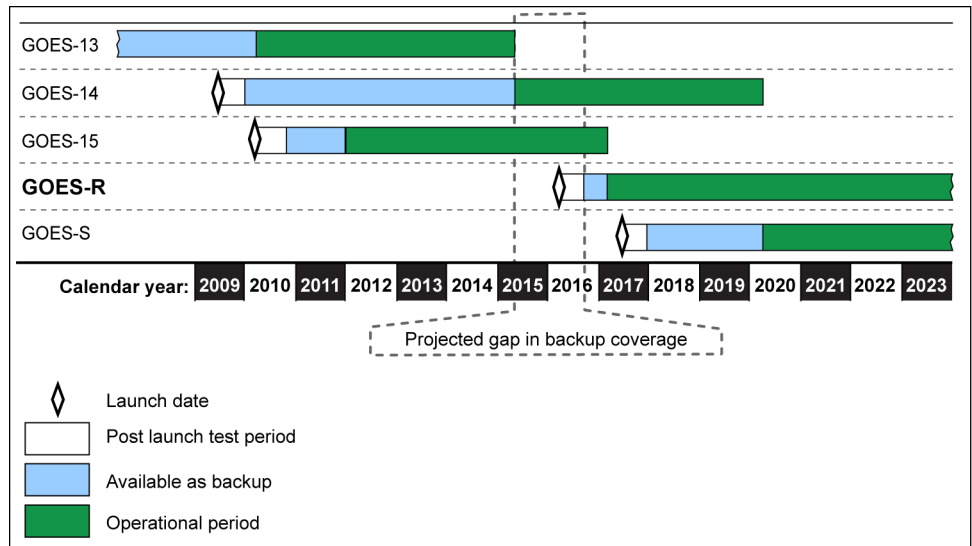 GOES-13
GOES-14
GOES-15
GOES-R
GOES-S
Calendar year: 2009 2010 2011 2012 2013 2014 2015 2016 2017 2018 2019 2020 2021 2022 2023
Projected gap in backup coverage
Launch date
Post launch test period
Available as backup
Operational period